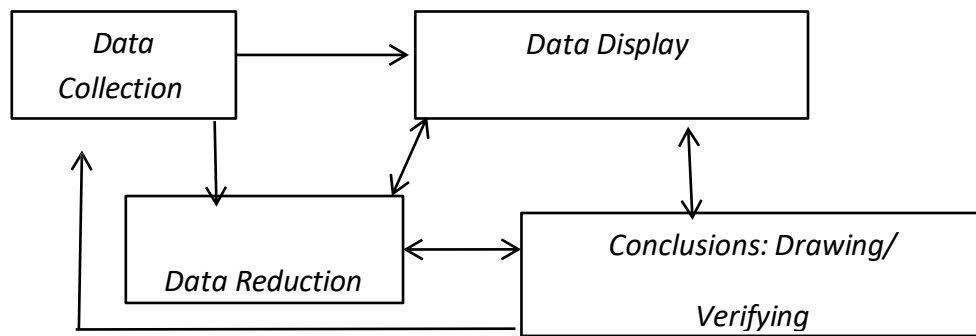 Data
Collection
Data Display
Data Reduction
Conclusions: Drawing/
Verifying